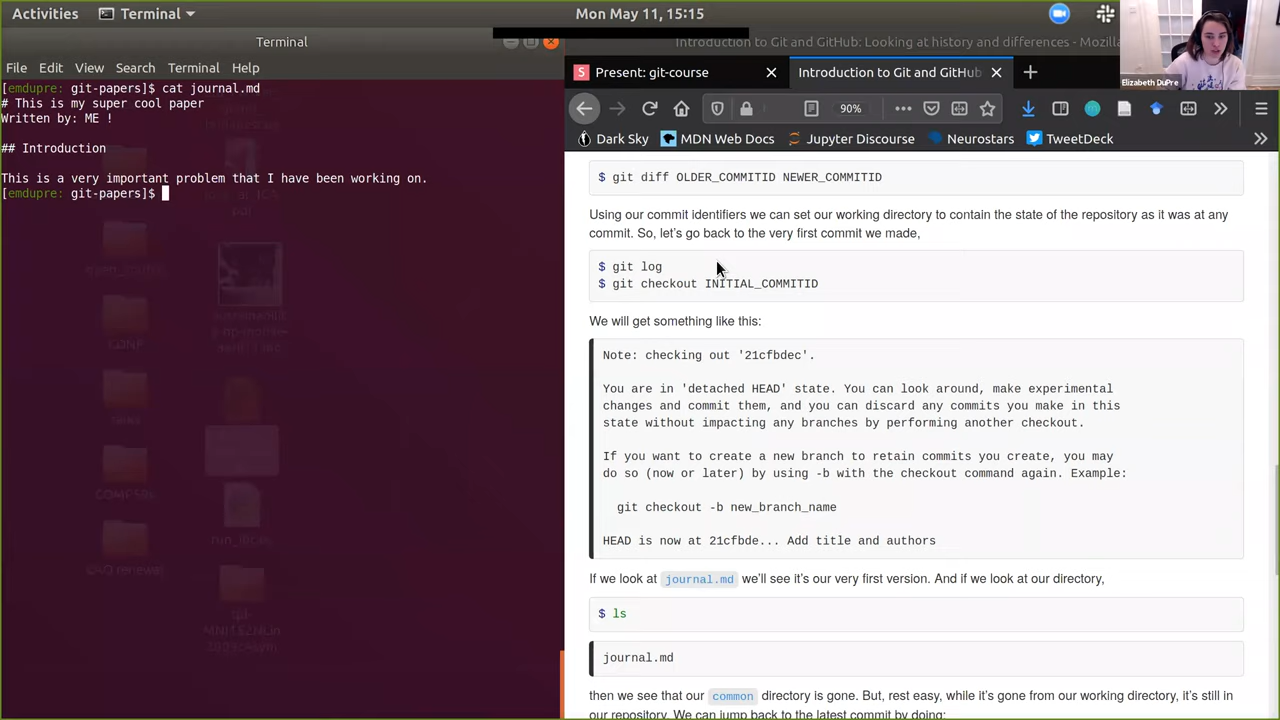 Activities
Terminal
Mon May 11, 15:15
Terminal
Introduction to Git and GitHub: Looking at history and differences - Mozilla
Elizabeth DuPre
File Edit View Search Terminal Help
Present: git-course
Introduction to Git and GitHub
90%
Dark Sky
MDN Web Docs
Jupyter Discourse
Neurostars
TweetDeck
[emdupre: git-papers]$ cat journal.md
# This is my super cool paper
Written by: ME !
## Introduction
This is a very important problem that I have been working on.
[emdupre: git-papers]$
$ git diff OLDER_COMMITID NEWER_COMMITID
Using our commit identifiers we can set our working directory to contain the state of the repository as it was at any
commit. So, let's go back to the very first commit we made,
$ git log
$ git checkout INITIAL_COMMITID
We will get something like this:
Note: checking out '21cfbdec'.
You are in 'detached HEAD' state. You can look around, make experimental
changes and commit them, and you can discard any commits you make in this
state without impacting any branches by performing another checkout.
If you want to create a new branch to retain commits you create, you may
do so (now or later) by using -b with the checkout command again. Example:
git checkout -b new_branch_name
HEAD is now at 21cfbde... Add title and authors
If we look at journal.md we'll see it's our very first version. And if we look at our directory,
$ ls
journal.md
then we see that our common directory is gone. But, rest easy, while it's gone from our working directory, it's still in
our repository. We can jump back to the latest commit by doing: